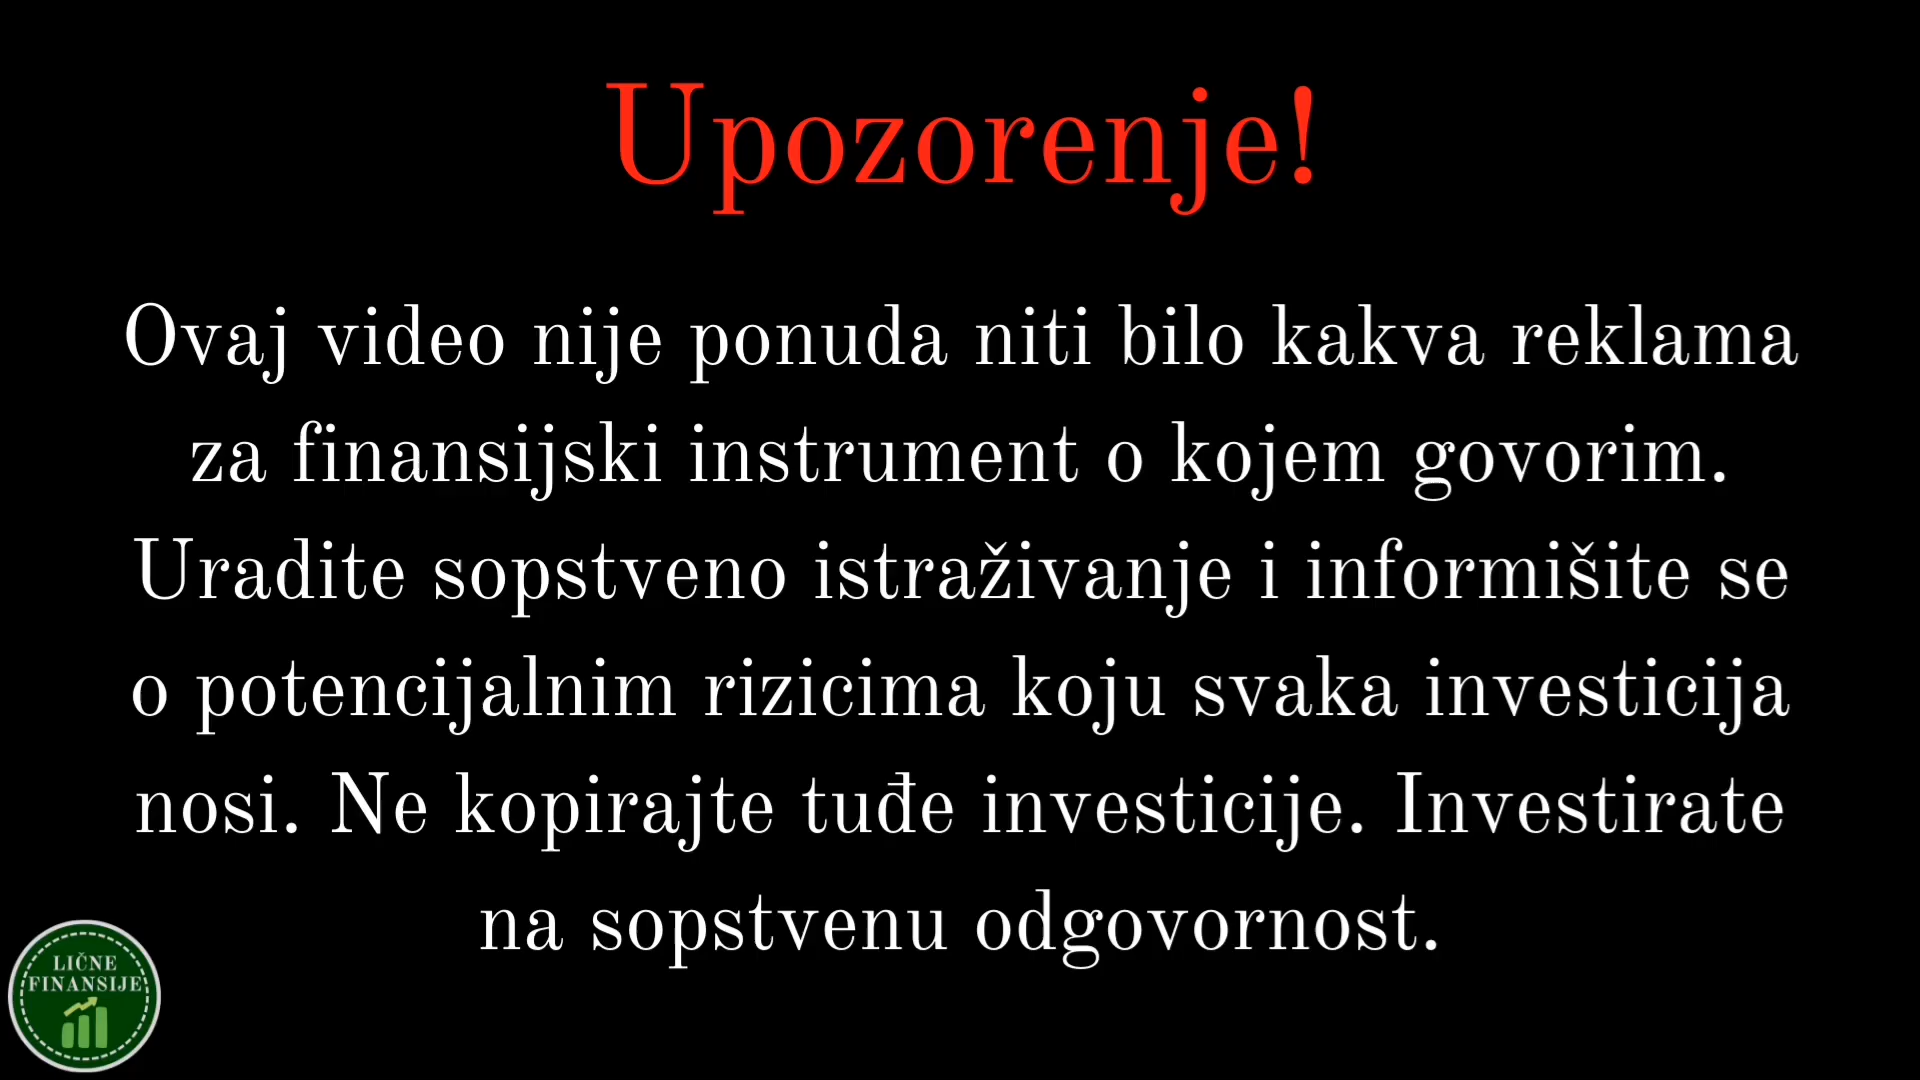 Upozorenje!
Ovaj video nije ponuda niti bilo kakva reklama
za finansijski instrument o kojem govorim.
Uradite sopstveno istraživanje i informišite se
o potencijalnim rizicima koju svaka investicija
nosi. Ne kopirajte tuđe investicije. Investirate
na sopstvenu odgovornost.
LIČNE
FINANSIJE